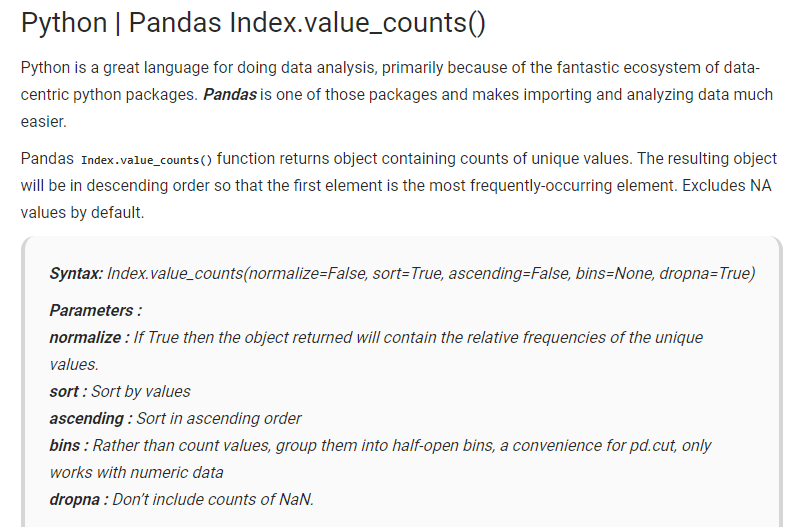 Python | Pandas Index.value_counts()
Python is a great language for doing data analysis, primarily because of the fantastic ecosystem of data-
centric python packages. Pandas is one of those packages and makes importing and analyzing data much
easier.
Pandas Index.value_counts() function returns object containing counts of unique values. The resulting object
will be in descending order so that the first element is the most frequently-occurring element. Excludes NA
values by default.
Syntax: Index.value_counts(normalize=False, sort=True, ascending=False, bins=None, dropna=True)
Parameters :
normalize : If True then the object returned will contain the relative frequencies of the unique
values.
sort : Sort by values
ascending : Sort in ascending order
bins : Rather than count values, group them into half-open bins, a convenience for pd.cut, only
works with numeric data
dropna : Don’t include counts of NaN.